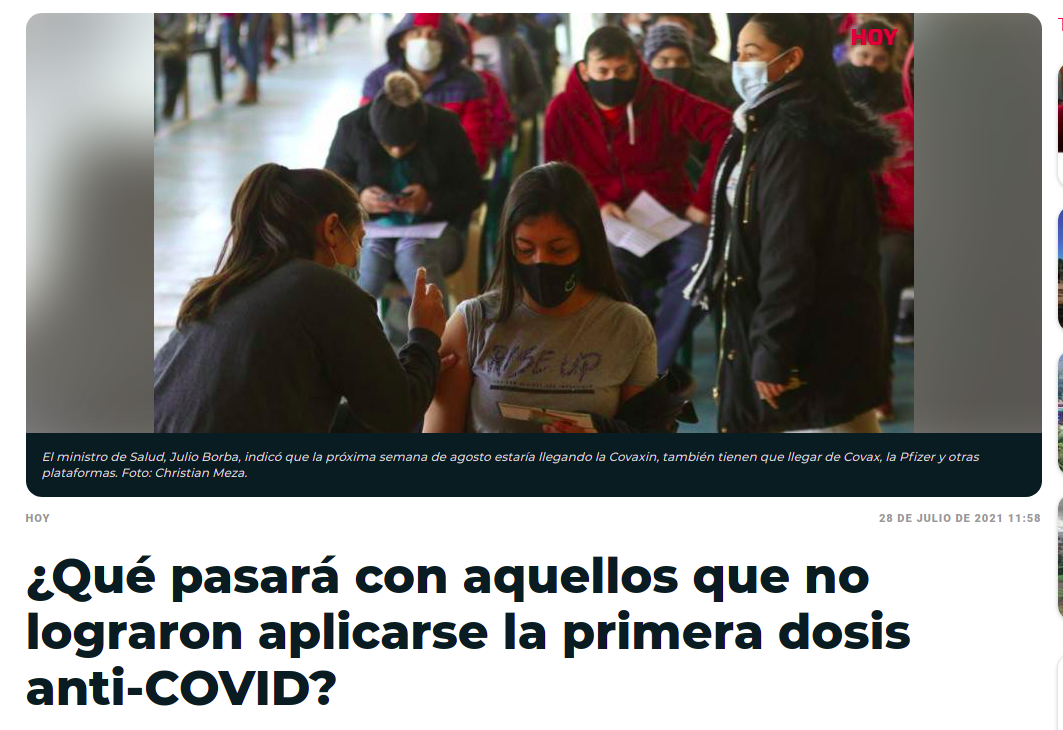 HOY
RISE UP
El ministro de Salud, Julio Borba, indicó que la próxima semana de agosto estaría llegando la Covaxin, también tienen que llegar de Covax, la Pfizer y otras
plataformas. Foto: Christian Meza.
HOY
28 DE JULIO DE 2021 11:58
¿Qué pasará con aquellos que no
lograron aplicarse la primera dosis
anti-COVID?